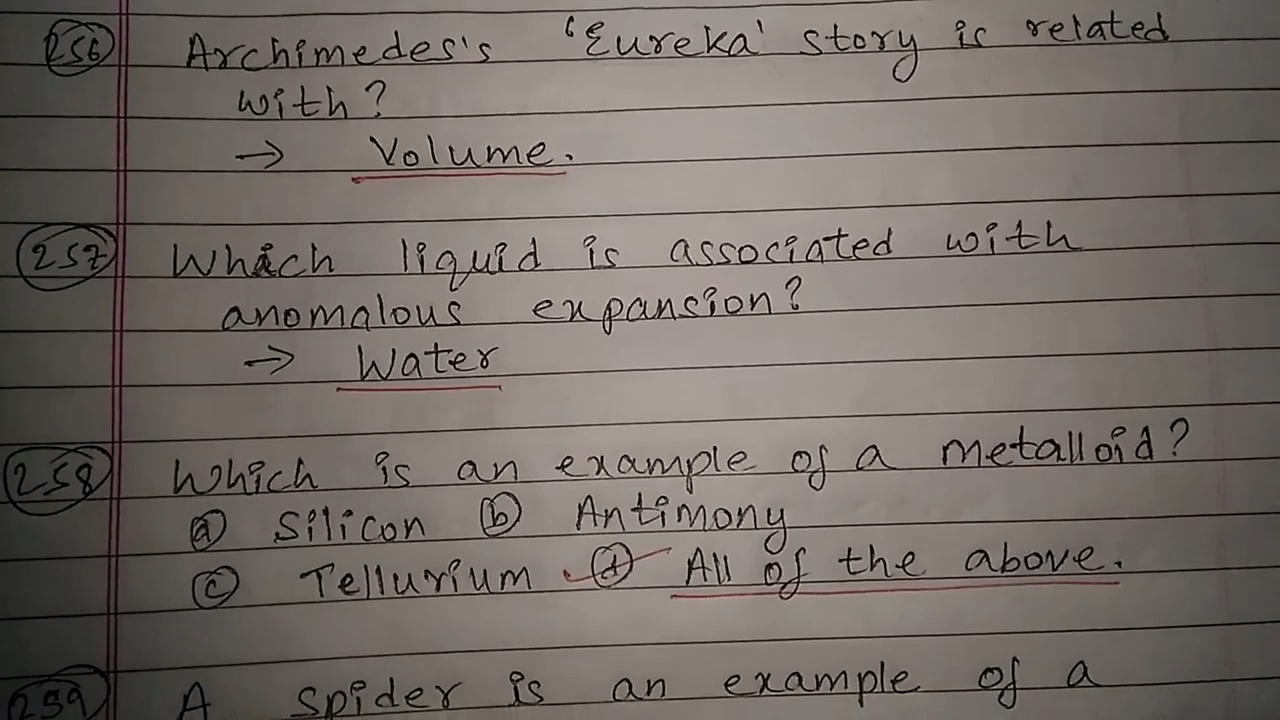 256 Archimedes's 'Eureka' story is related
with?
→ Volume.
257 Which liquid is associated with
anomalous expansion?
→ Water
258 Which is an example of a metalloid?
a Silicon b Antimony
c Tellurium d All of the above.
259 A spider is an example of a